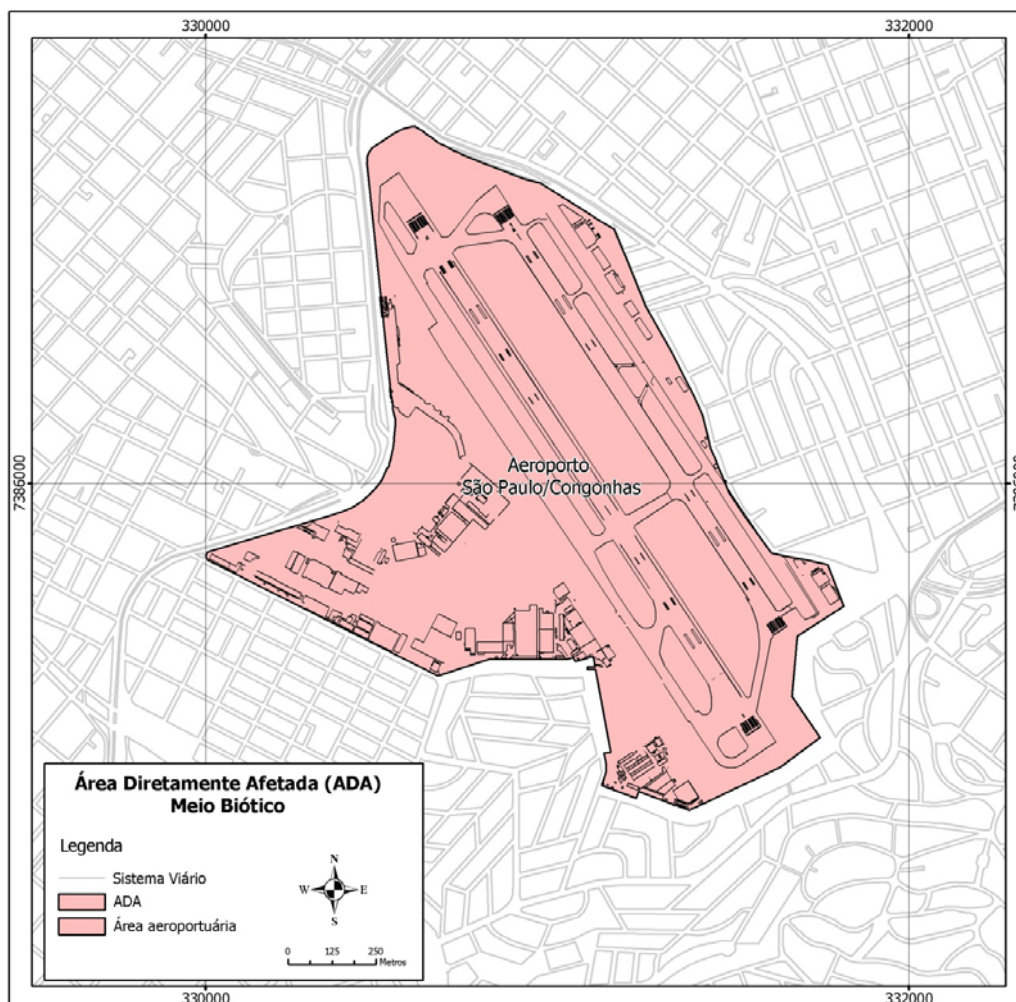 330000
332000
Aeroporto
São Paulo/Congonhas
7386000
Área Diretamente Afetada (ADA)
Meio Biótico
Legenda
Sistema Viário
ADA
Área aeroportuária
N
W
E
S
0 125 250
Metros
330000
332000